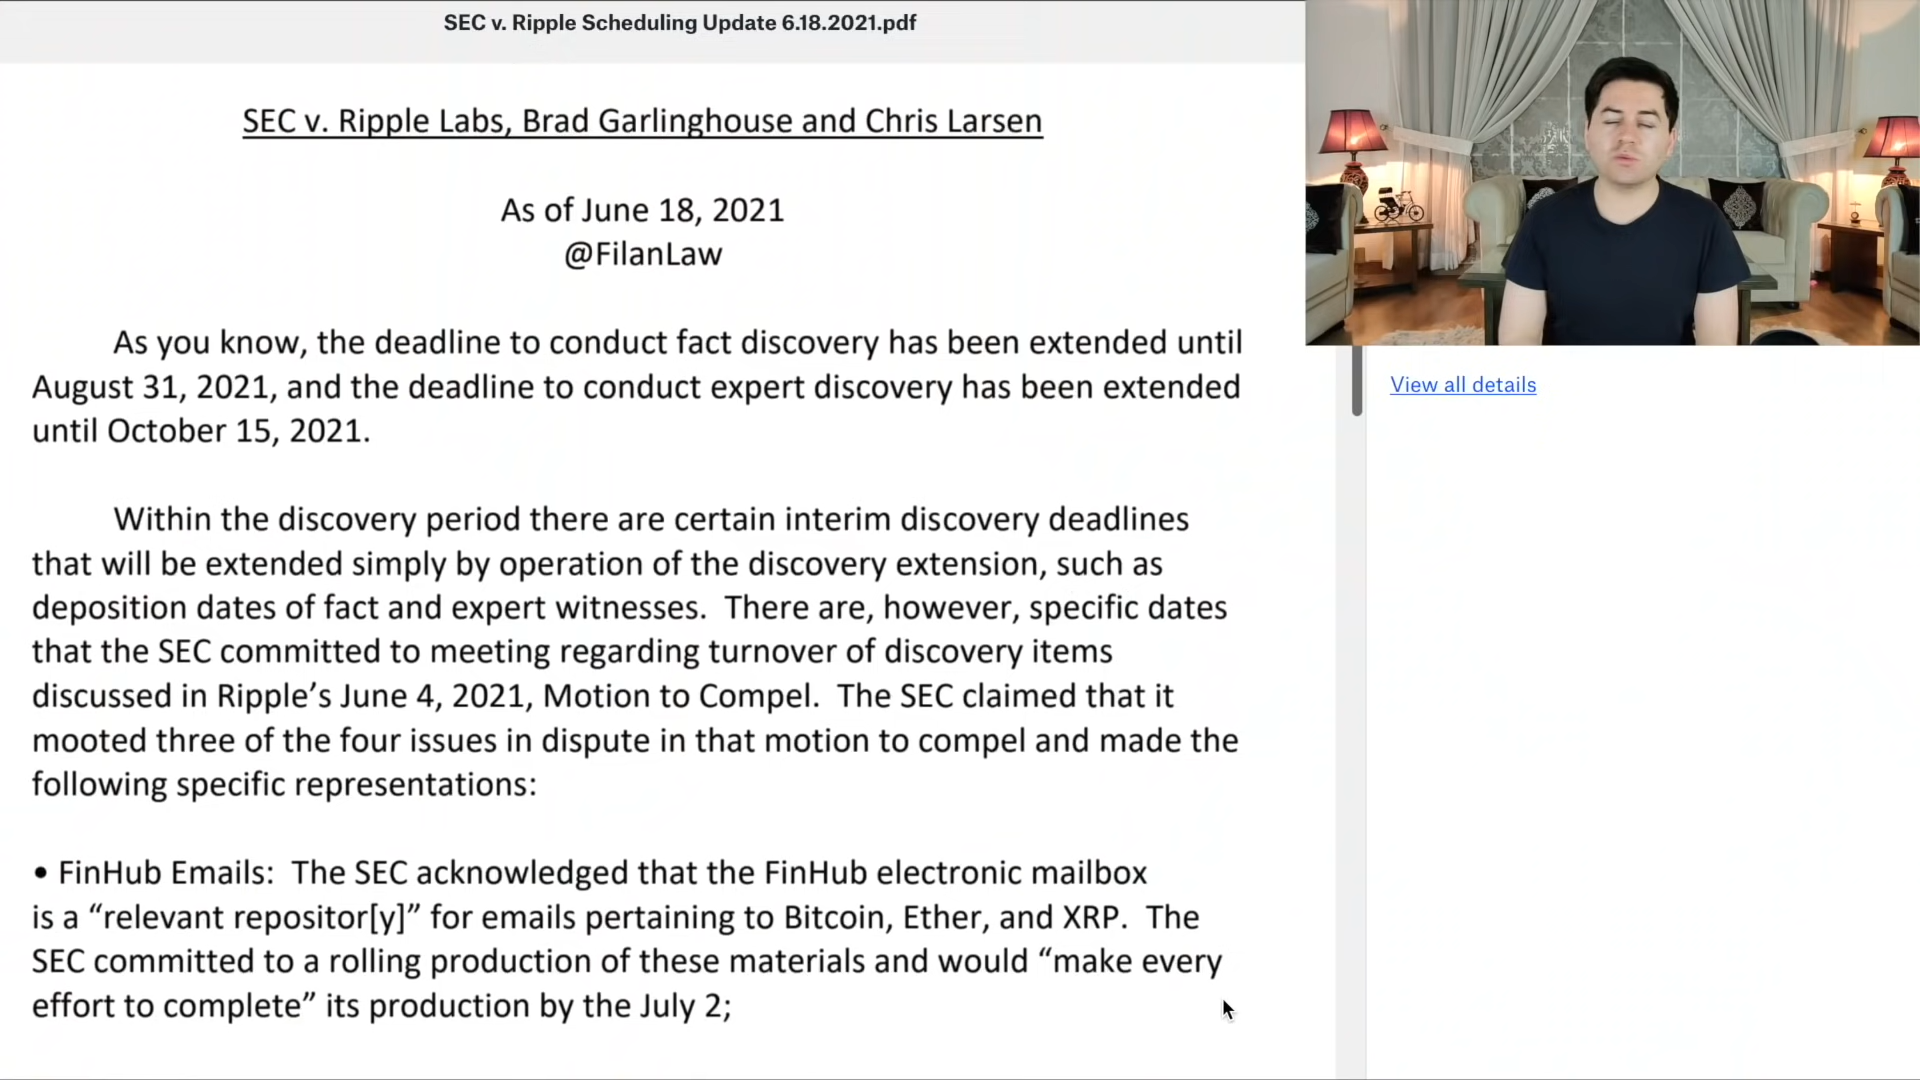 SEC v. Ripple Scheduling Update 6.18.2021.pdf
SEC v. Ripple Labs, Brad Garlinghouse and Chris Larsen
As of June 18, 2021
@FilanLaw
As you know, the deadline to conduct fact discovery has been extended until
August 31, 2021, and the deadline to conduct expert discovery has been extended
until October 15, 2021.
Within the discovery period there are certain interim discovery deadlines
that will be extended simply by operation of the discovery extension, such as
deposition dates of fact and expert witnesses. There are, however, specific dates
that the SEC committed to meeting regarding turnover of discovery items
discussed in Ripple’s June 4, 2021, Motion to Compel. The SEC claimed that it
mooted three of the four issues in dispute in that motion to compel and made the
following specific representations:
• FinHub Emails: The SEC acknowledged that the FinHub electronic mailbox
is a “relevant repositor[y]” for emails pertaining to Bitcoin, Ether, and XRP. The
SEC committed to a rolling production of these materials and would “make every
effort to complete” its production by the July 2;
View all details